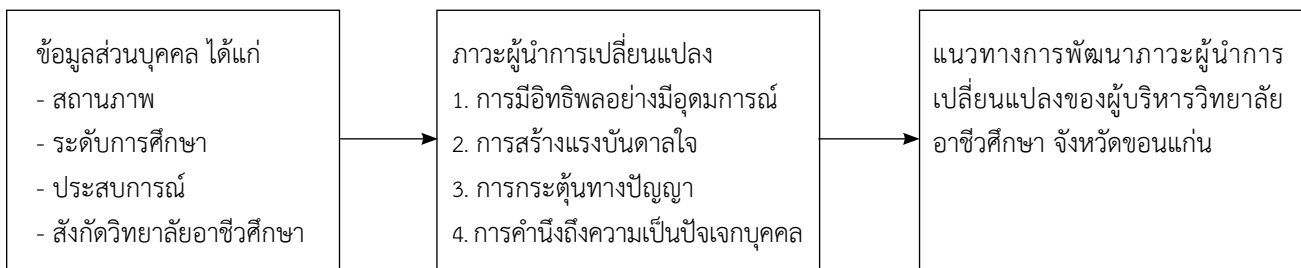 ข้อมูลส่วนบุคคล ได้แก่
- สถานภาพ
- ระดับการศึกษา
- ประสบการณ์
- สังกัดวิทยาลัยอาชีวศึกษา
ภาวะผู้นำการเปลี่ยนแปลง
1. การมีอิทธิพลอย่างมีอุดมการณ์
2. การสร้างแรงบันดาลใจ
3. การกระตุ้นทางปัญญา
4. การคำนึงถึงความเป็นปัจเจกบุคคล
แนวทางการพัฒนาภาวะผู้นำการ
เปลี่ยนแปลงของผู้บริหารวิทยาลัย
อาชีวศึกษา จังหวัดขอนแก่น